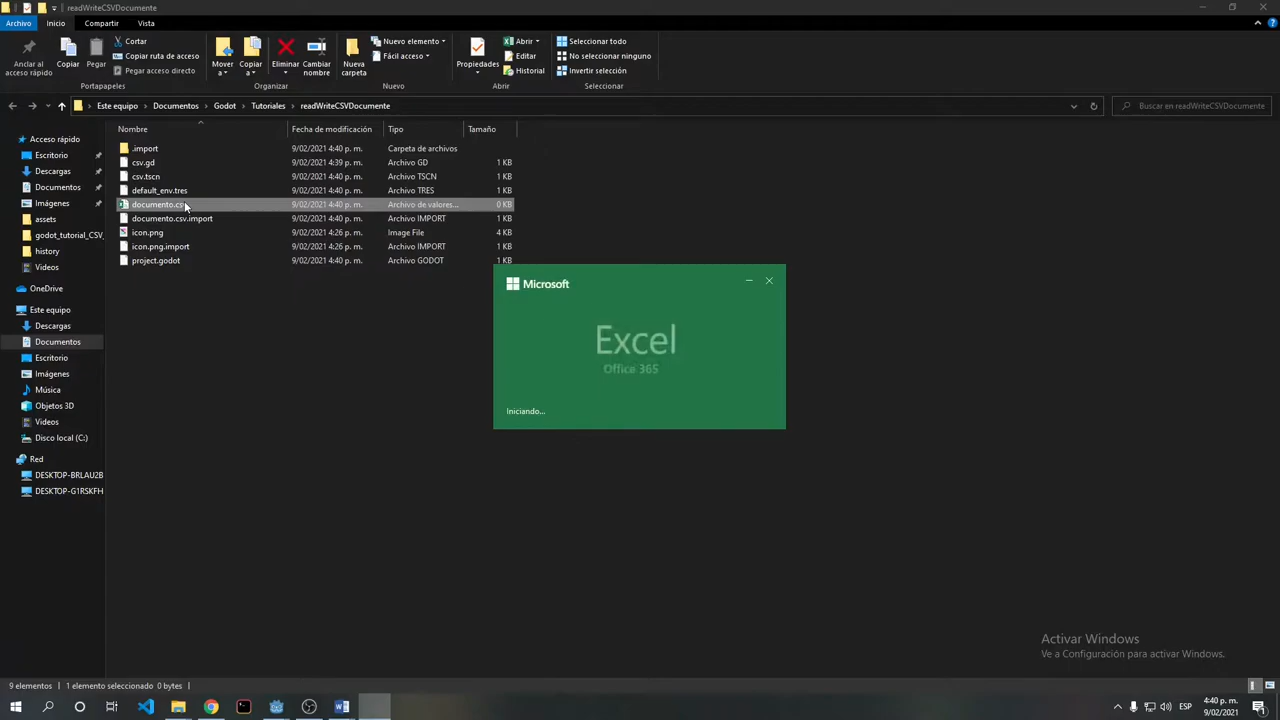 readWriteCSVDocumente
Archivo Inicio Compartir Vista
Anclar al acceso rápido
Copiar
Pegar
Cortar
Copiar ruta de acceso
Pegar acceso directo
Portapapeles
Mover a
Copiar a
Eliminar
Cambiar nombre
Organizar
Nueva carpeta
Nuevo elemento
Fácil acceso
Nuevo
Propiedades
Abrir
Editar
Historial
Abrir
Seleccionar todo
No seleccionar ninguno
Invertir selección
Seleccionar
Este equipo Documentos Godot Tutoriales readWriteCSVDocumente
Buscar en readWriteCSVDocumente
Acceso rápido
Escritorio
Descargas
Documentos
Imágenes
assets
godot_tutorial_CSV_
history
Videos
OneDrive
Este equipo
Descargas
Documentos
Escritorio
Imágenes
Música
Objetos 3D
Videos
Disco local (C:)
Red
DESKTOP-BRLAU2B
DESKTOP-G1RSKFH
Nombre Fecha de modificación Tipo Tamaño
.import 9/02/2021 4:40 p. m. Carpeta de archivos
csv.gd 9/02/2021 4:39 p. m. Archivo GD 1 KB
csv.tscn 9/02/2021 4:40 p. m. Archivo TSCN 1 KB
default_env.tres 9/02/2021 4:40 p. m. Archivo TRES 1 KB
documento.csv 9/02/2021 4:40 p. m. Archivo de valores... 0 KB
documento.csv.import 9/02/2021 4:40 p. m. Archivo IMPORT 1 KB
icon.png 9/02/2021 4:26 p. m. Image File 4 KB
icon.png.import 9/02/2021 4:26 p. m. Archivo IMPORT 1 KB
project.godot 9/02/2021 4:40 p. m. Archivo GODOT 1 KB
Microsoft
Excel
Office 365
Iniciando...
Activar Windows
Ve a Configuración para activar Windows.
9 elementos 1 elemento seleccionado 0 bytes
ESP
4:40 p. m.
9/02/2021